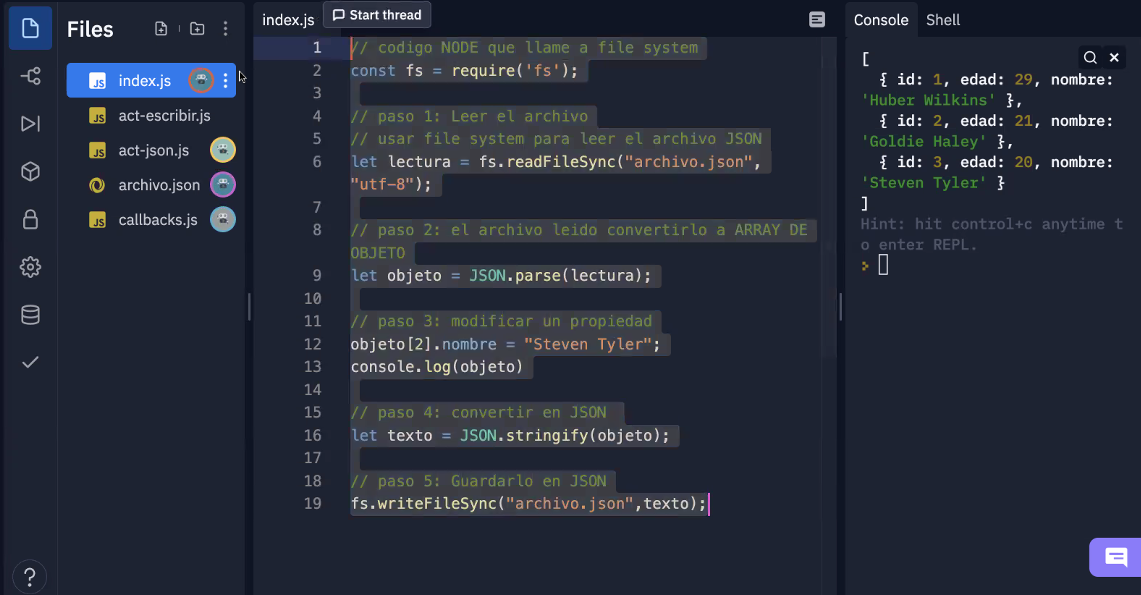 Files
index.js
act-escribir.js
act-json.js
archivo.json
callbacks.js
?
index.js
Start thread
1 // codigo NODE que llame a file system
2 const fs = require('fs');
3
4 // paso 1: Leer el archivo
5 // usar file system para leer el archivo JSON
6 let lectura = fs.readFileSync("archivo.json",
"utf-8");
7
8 // paso 2: el archivo leido convertirlo a ARRAY DE
OBJETO
9 let objeto = JSON.parse(lectura);
10
11 // paso 3: modificar un propiedad
12 objeto[2].nombre = "Steven Tyler";
13 console.log(objeto)
14
15 // paso 4: convertir en JSON
16 let texto = JSON.stringify(objeto);
17
18 // paso 5: Guardarlo en JSON
19 fs.writeFileSync("archivo.json",texto);
Console Shell
[
{ id: 1, edad: 29, nombre:
'Huber Wilkins' },
{ id: 2, edad: 21, nombre:
'Goldie Haley' },
{ id: 3, edad: 20, nombre:
'Steven Tyler' }
]
Hint: hit control+c anytime t
o enter REPL.